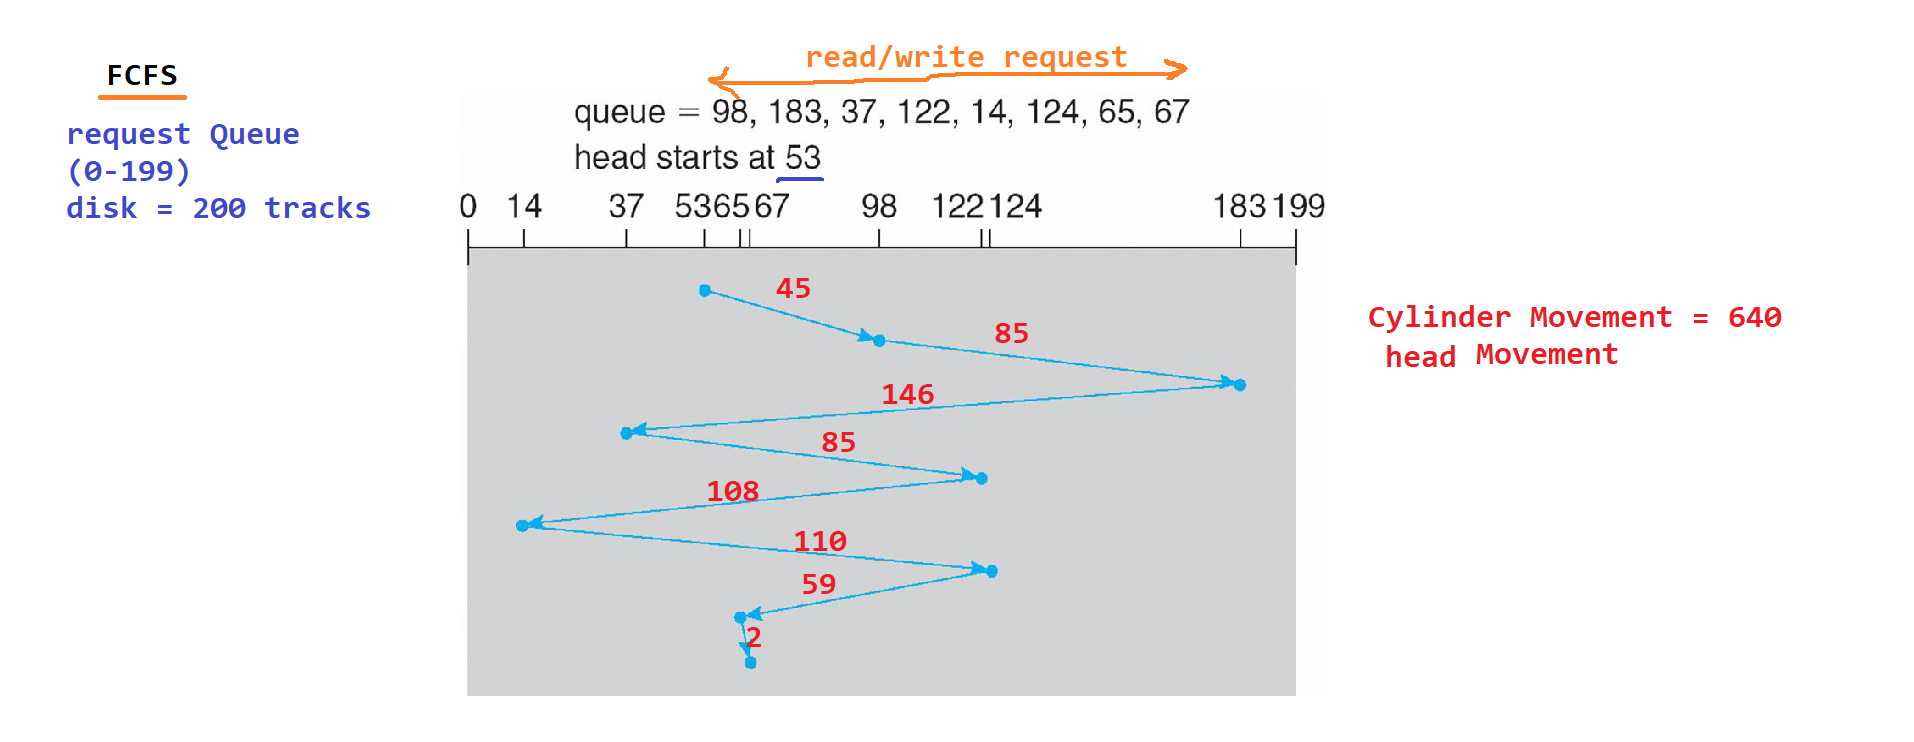 FCFS
request Queue
(0-199)
disk = 200 tracks
read/write request
queue = 98, 183, 37, 122, 14, 124, 65, 67
head starts at 53
0 14 37 53 65 67 98 122 124 183 199
45
85
146
85
108
110
59
2
Cylinder Movement = 640
head Movement